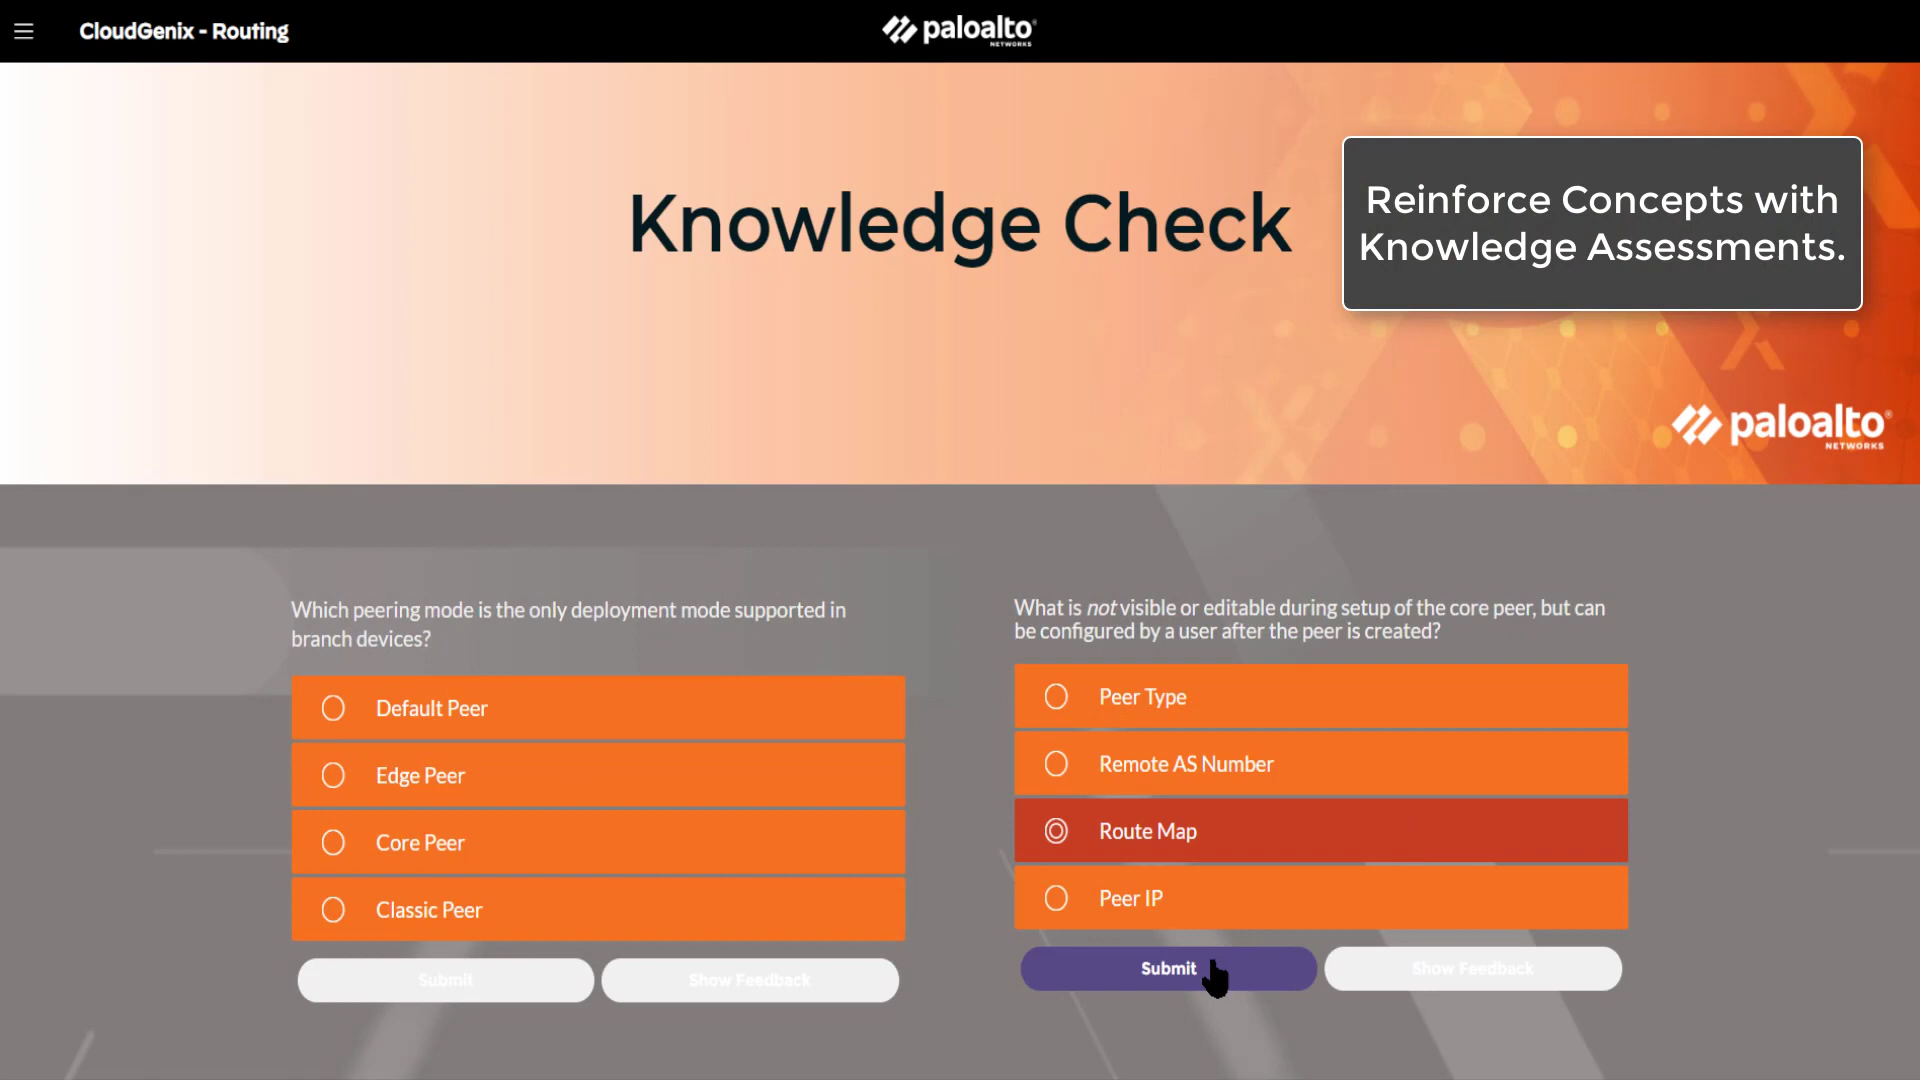 CloudGenix - Routing
paloalto
NETWORKS
Knowledge Check
Reinforce Concepts with
Knowledge Assessments.
paloalto
NETWORKS
Which peering mode is the only deployment mode supported in
branch devices?
Default Peer
Edge Peer
Core Peer
Classic Peer
Submit
Show Feedback
What is not visible or editable during setup of the core peer, but can
be configured by a user after the peer is created?
Peer Type
Remote AS Number
Route Map
Peer IP
Submit
Show Feedback